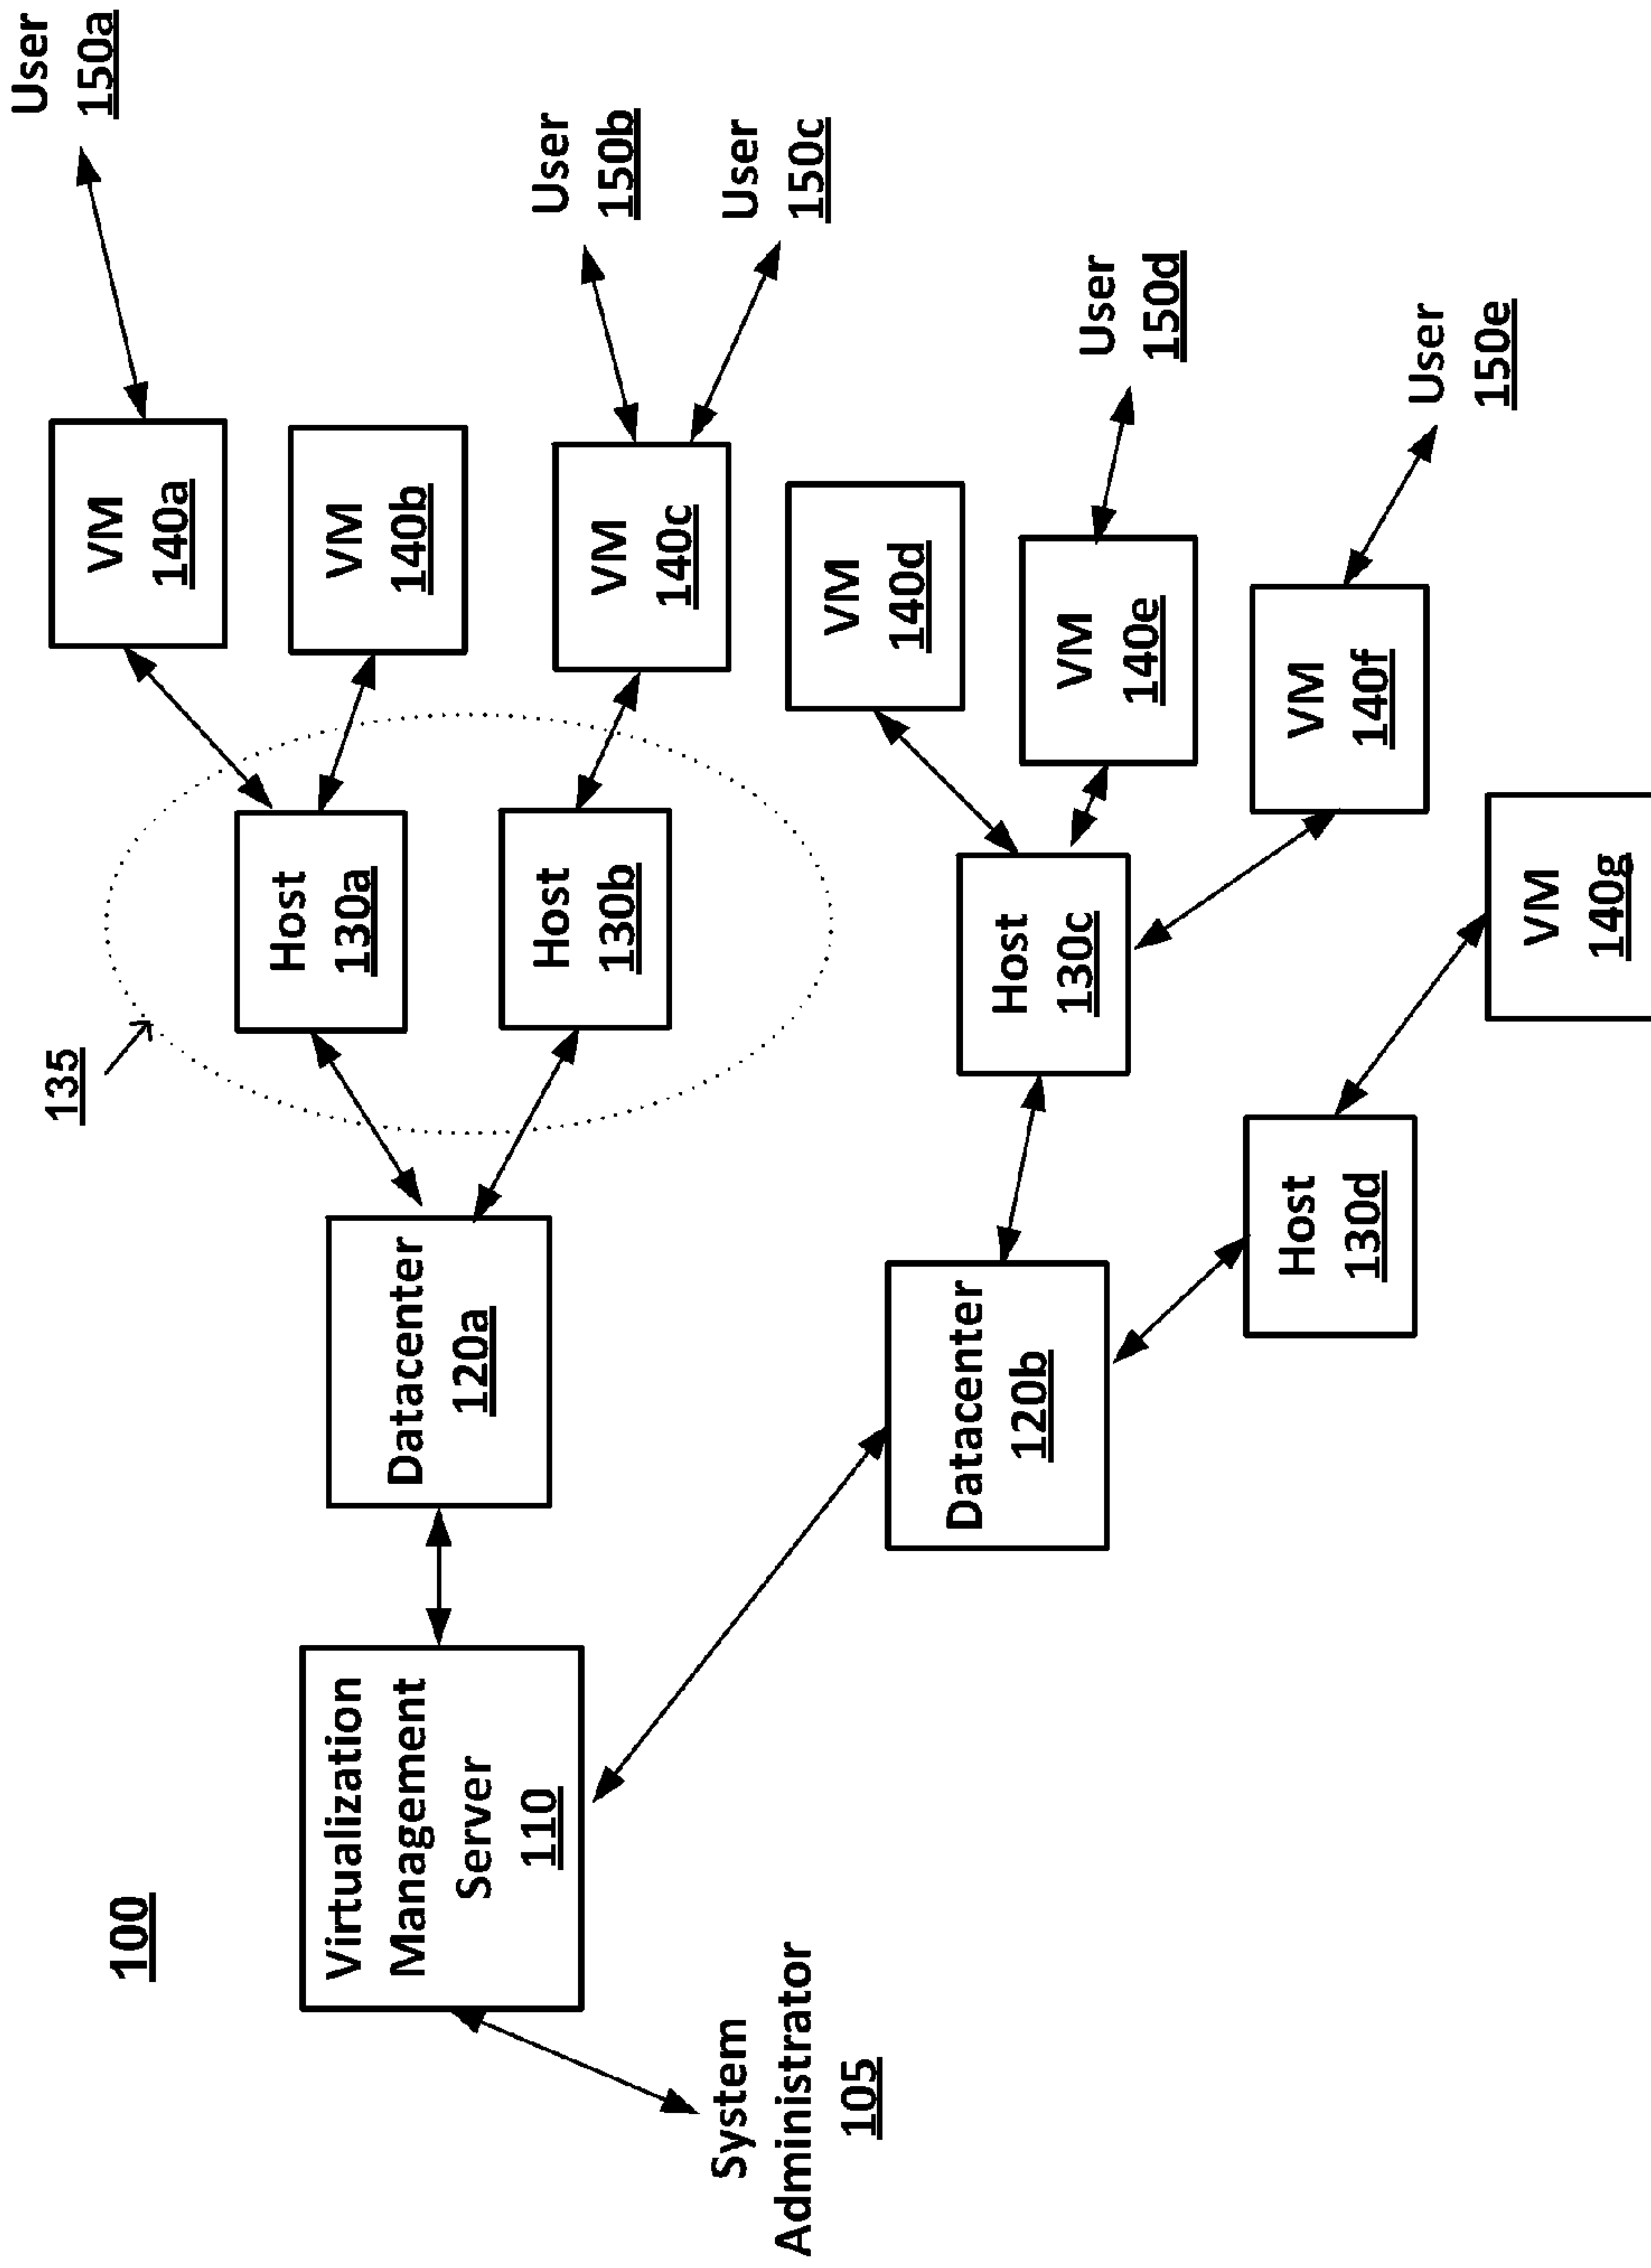 100
System
Administrator
105
Virtualization
Management
Server
110
Datacenter
120a
Datacenter
120b
135
Host
130a
Host
130b
Host
130c
Host
130d
VM
140a
VM
140b
VM
140c
VM
140d
VM
140e
VM
140f
VM
140g
User
150a
User
150b
User
150c
User
150d
User
150e